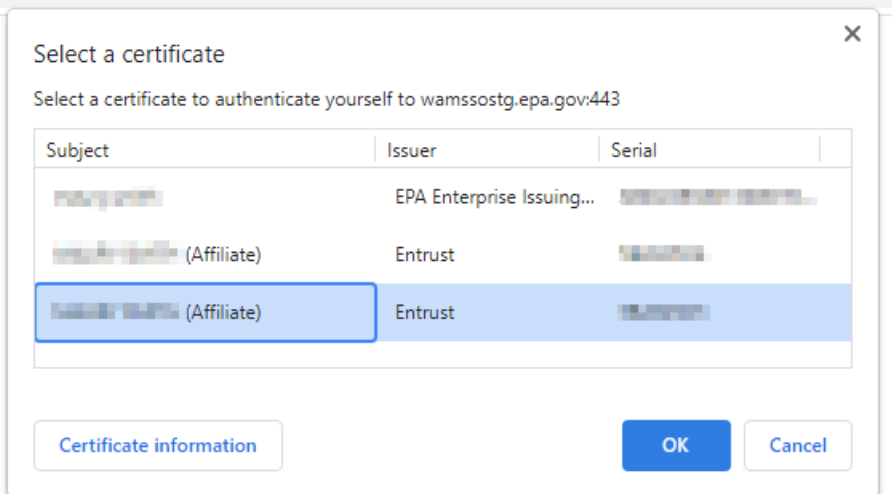 Select a certificate
Select a certificate to authenticate yourself to wamssostg.epa.gov:443
Subject Issuer Serial
EPA Enterprise Issuing...
(Affiliate) Entrust
(Affiliate) Entrust
Certificate information OK Cancel